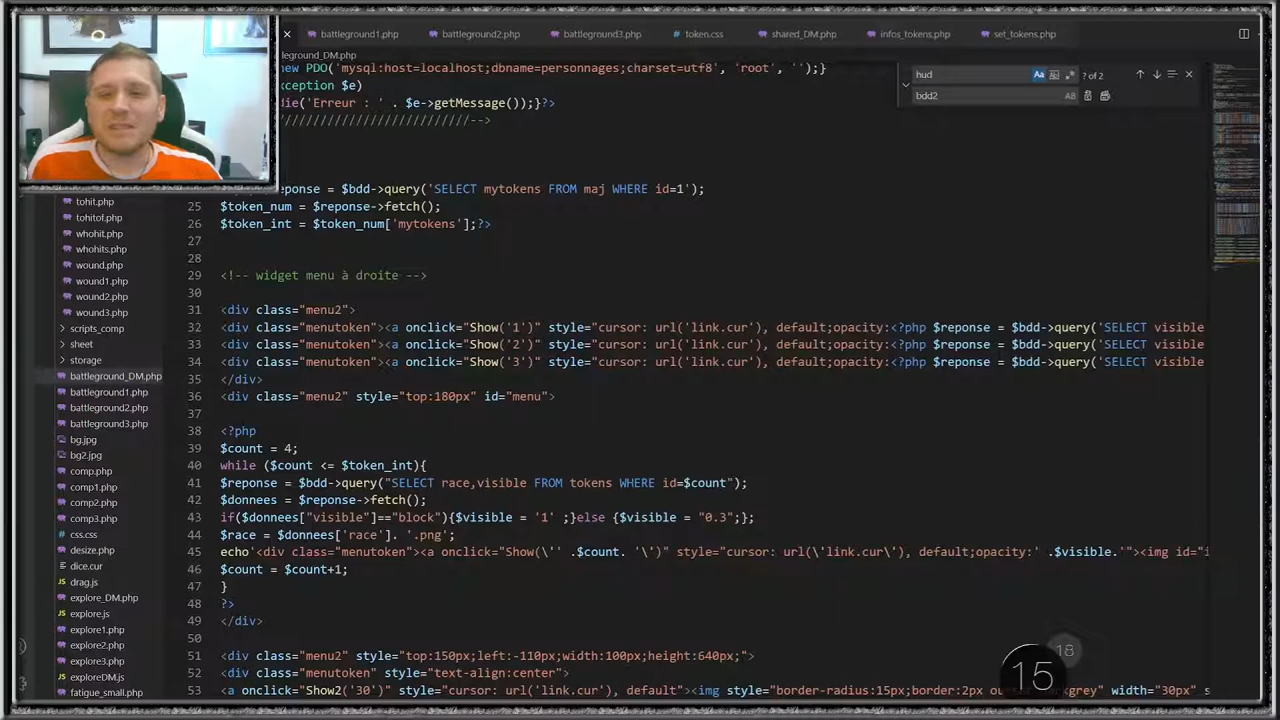 battleground1.php
battleground2.php
battleground3.php
token.css
shared_DM.php
infos_tokens.php
set_tokens.php
leground_DM.php
hud
Aa
? of 2
bdd2
AB
new PDO('mysql:host=localhost;dbname=personnages;charset=utf8', 'root', '');}
xception $e)
die('Erreur : ' . $e->getMessage());}?>
/////////////////////////////-->
eponse = $bdd->query('SELECT mytokens FROM maj WHERE id=1');
25 $token_num = $reponse->fetch();
26 $token_int = $token_num['mytokens'];?>
27
28
29 <!-- widget menu à droite -->
30
31 <div class="menu2">
32 <div class="menutoken"><a onclick="Show('1')" style="cursor: url('link.cur'), default;opacity:<?php $reponse = $bdd->query('SELECT visible
33 <div class="menutoken"><a onclick="Show('2')" style="cursor: url('link.cur'), default;opacity:<?php $reponse = $bdd->query('SELECT visible
34 <div class="menutoken"><a onclick="Show('3')" style="cursor: url('link.cur'), default;opacity:<?php $reponse = $bdd->query('SELECT visible
35 </div>
36 <div class="menu2" style="top:180px" id="menu">
37
38 <?php
39 $count = 4;
40 while ($count <= $token_int){
41 $reponse = $bdd->query("SELECT race,visible FROM tokens WHERE id=$count");
42 $donnees = $reponse->fetch();
43 if($donnees["visible"]=="block"){$visible = '1' ;}else {$visible = "0.3";};
44 $race = $donnees['race']. '.png';
45 echo'<div class="menutoken"><a onclick="Show(\'' .$count. '\')" style="cursor: url(\'link.cur\'), default;opacity:' .$visible.'"><img id="i
46 $count = $count+1;
47 }
48 ?>
49 </div>
50
51 <div class="menu2" style="top:150px;left:-110px;width:100px;height:640px;">
52 <div class="menutoken" style="text-align:center">
53 <a onclick="Show2('30')" style="cursor: url('link.cur'), default"><img style="border-radius:15px;border:2px ou grey" width="30px" s
tohit.php
tohitof.php
whohit.php
whohits.php
wound.php
wound1.php
wound2.php
wound3.php
scripts_comp
sheet
storage
battleground_DM.php
battleground1.php
battleground2.php
battleground3.php
bg.jpg
bg2.jpg
comp.php
comp1.php
comp2.php
comp3.php
css.css
desize.php
dice.cur
drag.js
explore_DM.php
explore.js
explore1.php
explore2.php
explore3.php
exploreDM.js
fatigue_small.php
18
15